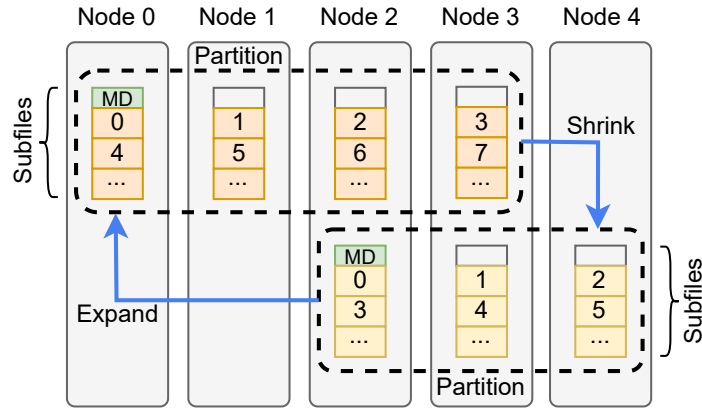 Node 0 Node 1 Node 2 Node 3 Node 4
Partition
Subfiles
MD
0 1 2 3
4 5 6 7
... ... ... ...
Shrink
MD
0 1 2
3 4 5
... ... ...
Expand
Subfiles
Partition